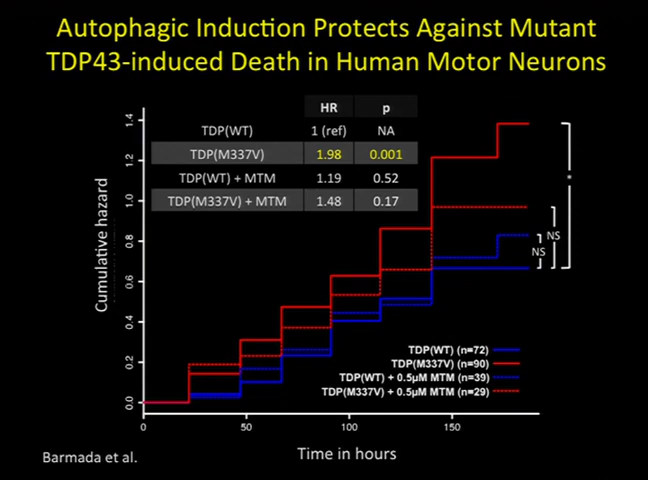 Autophagic Induction Protects Against Mutant
TDP43-induced Death in Human Motor Neurons
HR p
TDP(WT) 1 (ref) NA
TDP(M337V) 1.98 0.001
TDP(WT) + MTM 1.19 0.52
TDP(M337V) + MTM 1.48 0.17
Cumulative hazard
1.4
1.2
1.0
0.8
0.6
0.4
0.2
0.0
*
NS
NS
TDP(WT) (n=72)
TDP(M337V) (n=90)
TDP(WT) + 0.5µM MTM (n=39)
TDP(M337V) + 0.5µM MTM (n=29)
0 50 100 150
Time in hours
Barmada et al.